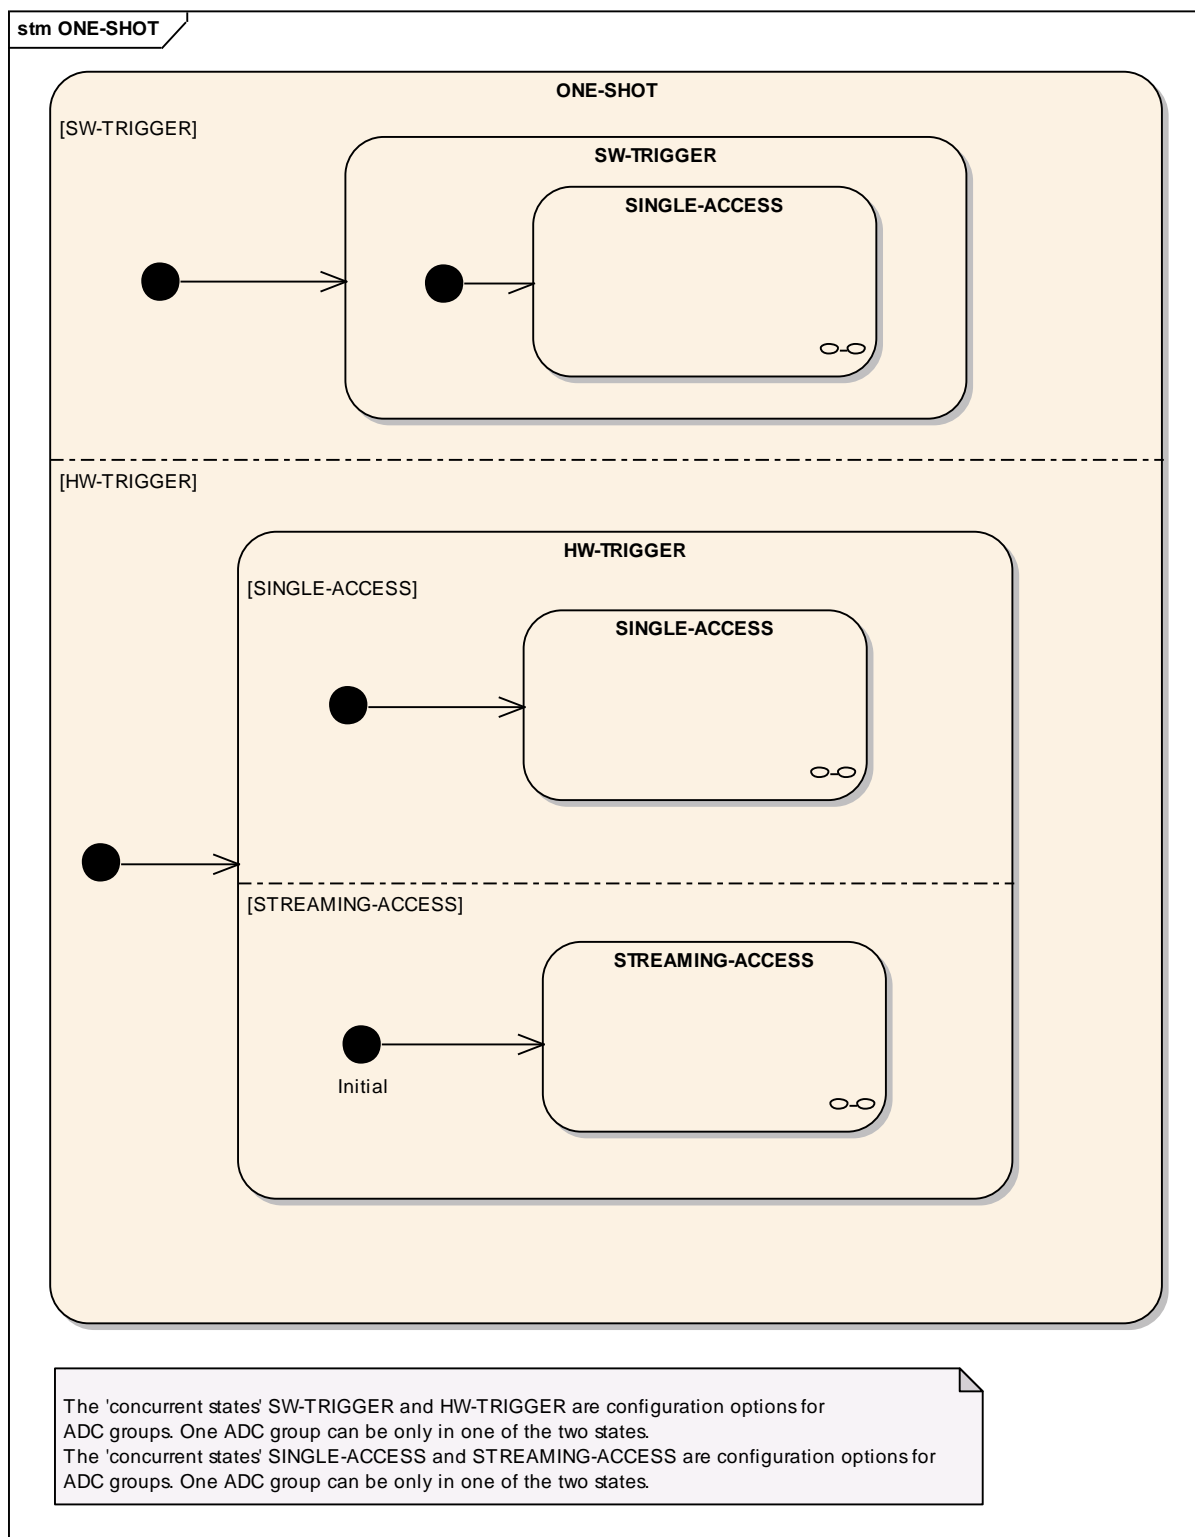 stm ONE-SHOT
ONE-SHOT
[SW-TRIGGER]
SW-TRIGGER
SINGLE-ACCESS
[HW-TRIGGER]
HW-TRIGGER
[SINGLE-ACCESS]
SINGLE-ACCESS
[STREAMING-ACCESS]
STREAMING-ACCESS
Initial
The 'concurrent states' SW-TRIGGER and HW-TRIGGER are configuration options for
ADC groups. One ADC group can be only in one of the two states.
The 'concurrent states' SINGLE-ACCESS and STREAMING-ACCESS are configuration options for
ADC groups. One ADC group can be only in one of the two states.